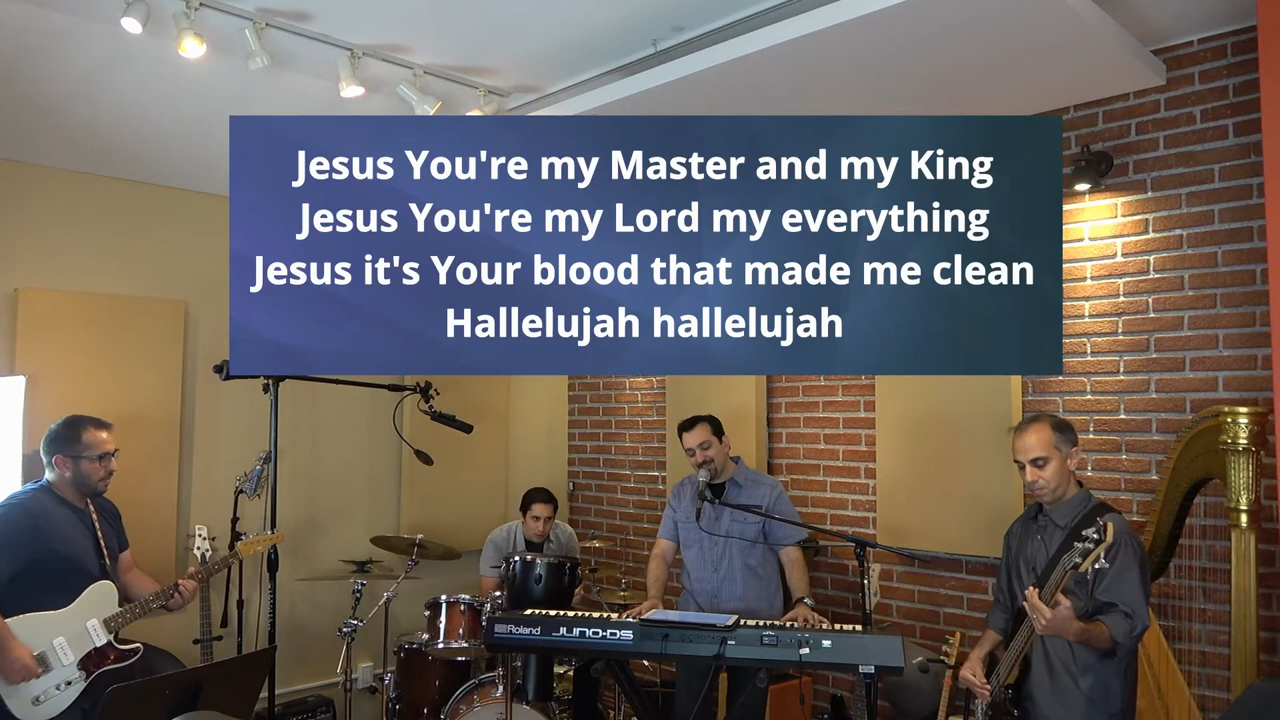 Jesus You're my Master and my King
Jesus You're my Lord my everything
Jesus it's Your blood that made me clean
Hallelujah hallelujah
Roland JUNO-DS